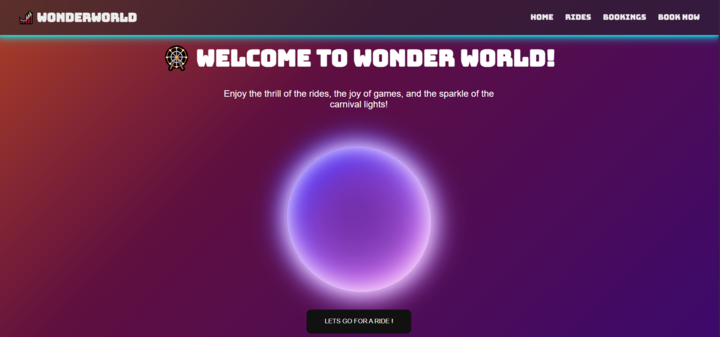 WONDERWORLD
HOME RIDES BOOKINGS BOOK NOW
WELCOME TO WONDER WORLD!
Enjoy the thrill of the rides, the joy of games, and the sparkle of the
carnival lights!
LETS GO FOR A RIDE !